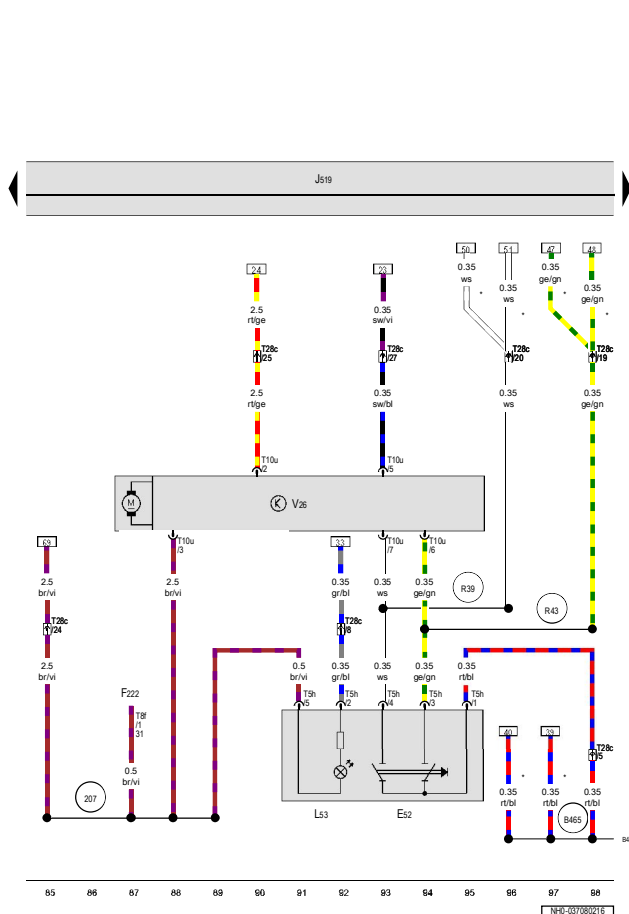 J519
50
51
47
48
24
23
0.35
ws
*
0.35
ws
0.35
ge/gn
*
0.35
ge/gn
*
2.5
rt/ge
0.35
sw/vi
T28c
/25
T28c
/27
T28c
/20
T28c
/19
2.5
rt/ge
0.35
sw/bl
0.35
ws
0.35
ge/gn
T10u
/2
T10u
/5
M
K
V26
69
33
T10u
/3
T10u
/7
T10u
/6
2.5
br/vi
2.5
br/vi
0.35
gr/bl
0.35
ws
0.35
ge/gn
R39
R43
T28c
/24
T28c
/8
2.5
br/vi
0.5
br/vi
0.35
gr/bl
0.35
ws
0.35
ge/gn
0.35
rt/bl
F222
T5h
/5
T5h
/2
T5h
/4
T5h
/3
T5h
/1
T8f
/1
31
40
39
T28c
/5
0.5
br/vi
*
*
207
0.35
rt/bl
0.35
rt/bl
0.35
rt/bl
L53
E52
B465
85 86 87 88 89 90 91 92 93 94 95 96 97 98
NH0-037080216